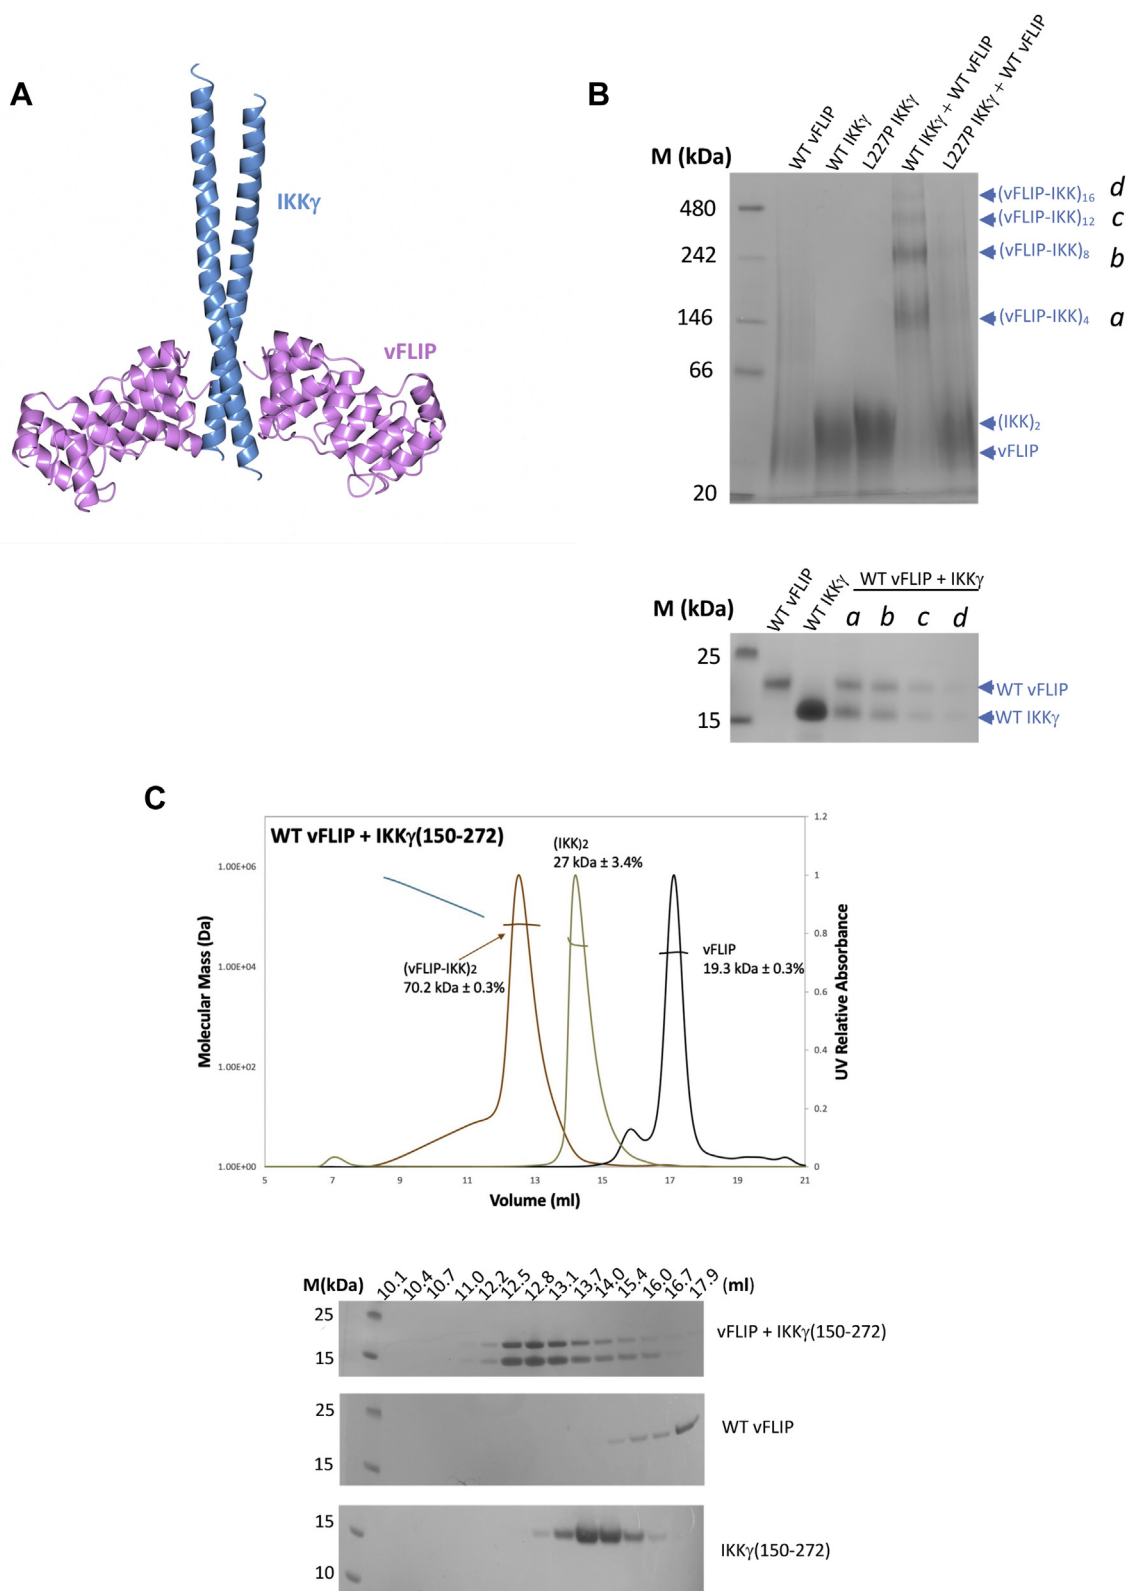 A
IKKγ
vFLIP
B
M (kDa)
WT vFLIP
WT IKKγ
L227P IKKγ
WT IKKγ + WT vFLIP
L227P IKKγ + WT vFLIP
480
242
146
66
20
(vFLIP-IKK)16
(vFLIP-IKK)12
(vFLIP-IKK)8
(vFLIP-IKK)4
(IKK)2
vFLIP
d
c
b
a
M (kDa)
WT vFLIP
WT IKKγ
WT vFLIP + IKKγ
a b c d
25
15
WT vFLIP
WT IKKγ
C
WT vFLIP + IKKγ(150-272)
(IKK)2
27 kDa ± 3.4%
(vFLIP-IKK)2
70.2 kDa ± 0.3%
vFLIP
19.3 kDa ± 0.3%
Molecular Mass (Da)
1.00E+06
1.00E+04
1.00E+02
1.00E+00
UV Relative Absorbance
1.2
1
0.8
0.6
0.4
0.2
0
5 7 9 11 13 15 17 19 21
Volume (ml)
M(kDa) 10.1 10.4 10.7 11.0 12.2 12.5 12.8 13.1 13.7 14.0 15.4 16.0 16.7 17.9 (ml)
25
15
vFLIP + IKKγ(150-272)
25
15
WT vFLIP
15
10
IKKγ(150-272)